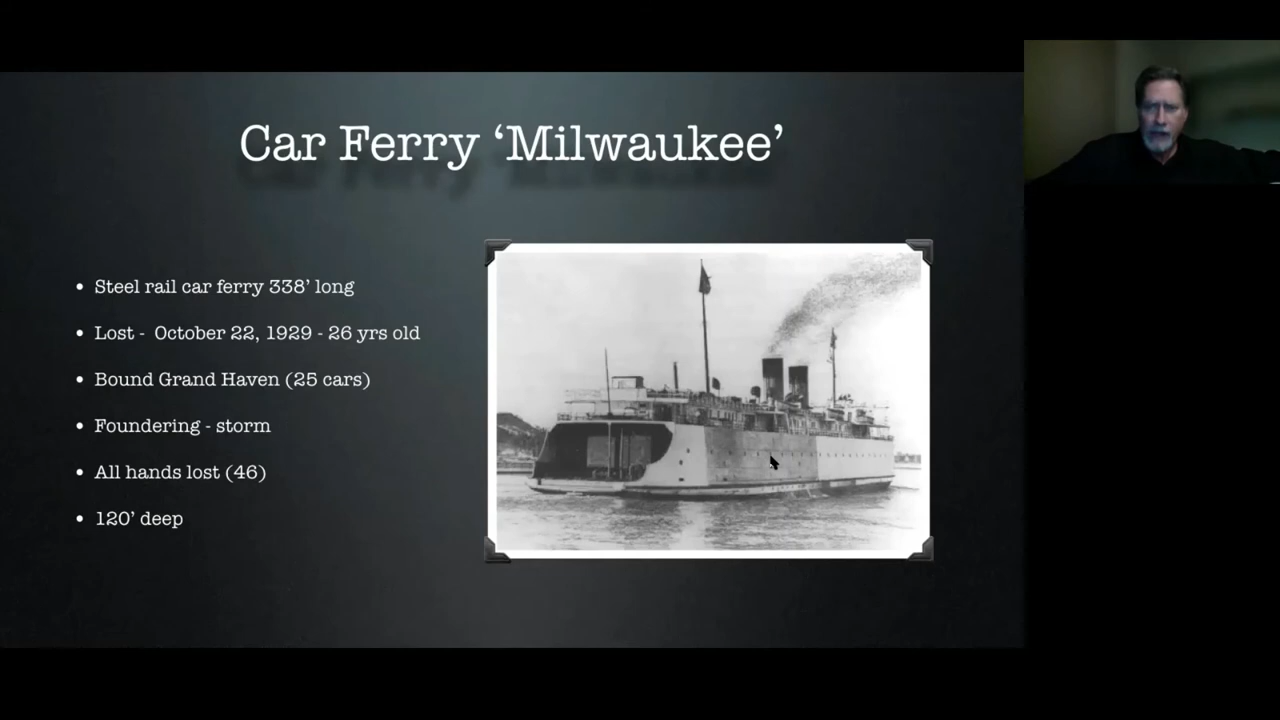 Car Ferry ‘Milwaukee’
• Steel rail car ferry 338’ long
• Lost - October 22, 1929 - 26 yrs old
• Bound Grand Haven (25 cars)
• Foundering - storm
• All hands lost (46)
• 120’ deep